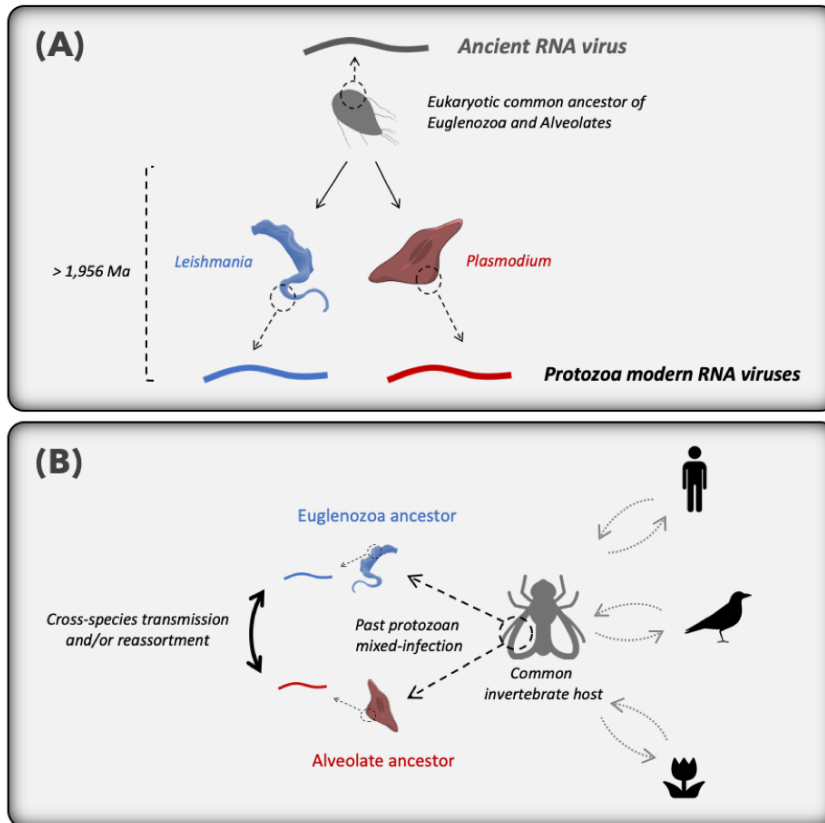 (A)
Ancient RNA virus
Eukaryotic common ancestor of
Euglenozoa and Alveolates
Leishmania
Plasmodium
> 1,956 Ma
Protozoa modern RNA viruses
(B)
Euglenozoa ancestor
Cross-species transmission
and/or reassortment
Past protozoan
mixed-infection
Common
invertebrate host
Alveolate ancestor